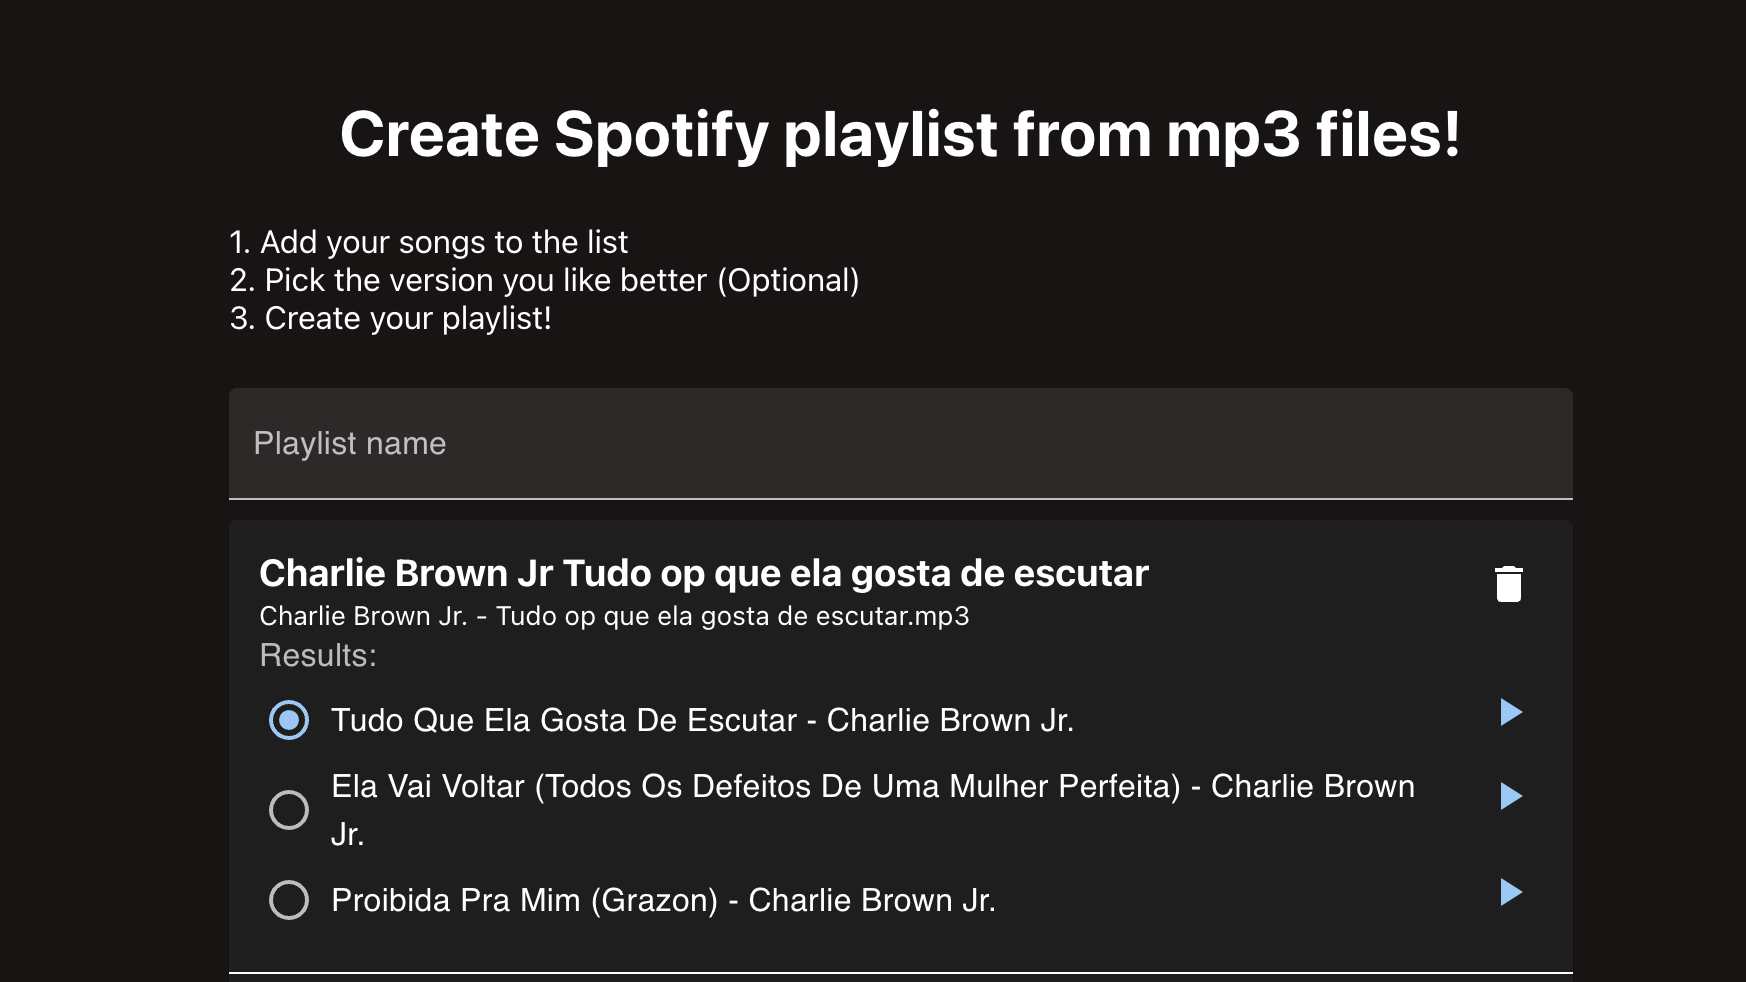 Create Spotify playlist from mp3 files!
1. Add your songs to the list
2. Pick the version you like better (Optional)
3. Create your playlist!
Playlist name
Charlie Brown Jr Tudo op que ela gosta de escutar
Charlie Brown Jr. - Tudo op que ela gosta de escutar.mp3
Results:
Tudo Que Ela Gosta De Escutar - Charlie Brown Jr.
Ela Vai Voltar (Todos Os Defeitos De Uma Mulher Perfeita) - Charlie Brown
Jr.
Proibida Pra Mim (Grazon) - Charlie Brown Jr.